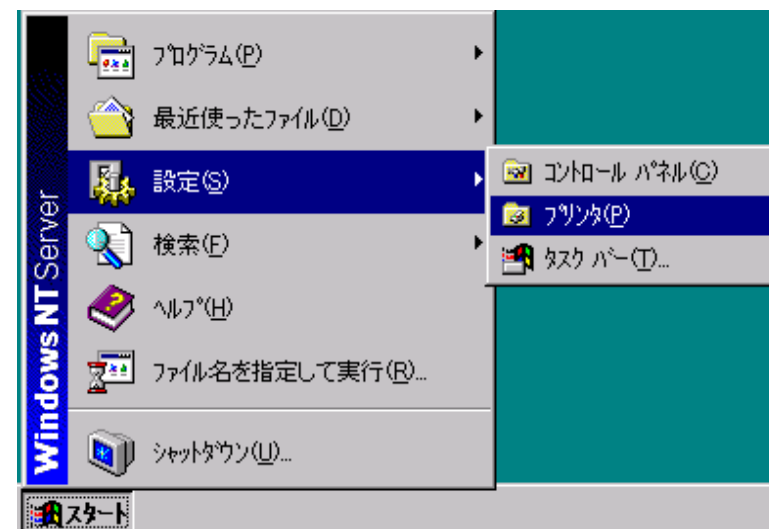 プログラム(P)
最近使ったファイル(D)
設定(S)
検索(F)
ヘルプ(H)
ファイル名を指定して実行(R)...
シャットダウン(U)...
コントロール パネル(C)
プリンタ(P)
タスク バー(T)...
Windows NT Server
スタート